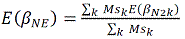 E(β_NE) = (∑_k Ms_k E(β_N2k)) / (∑_k Ms_k)